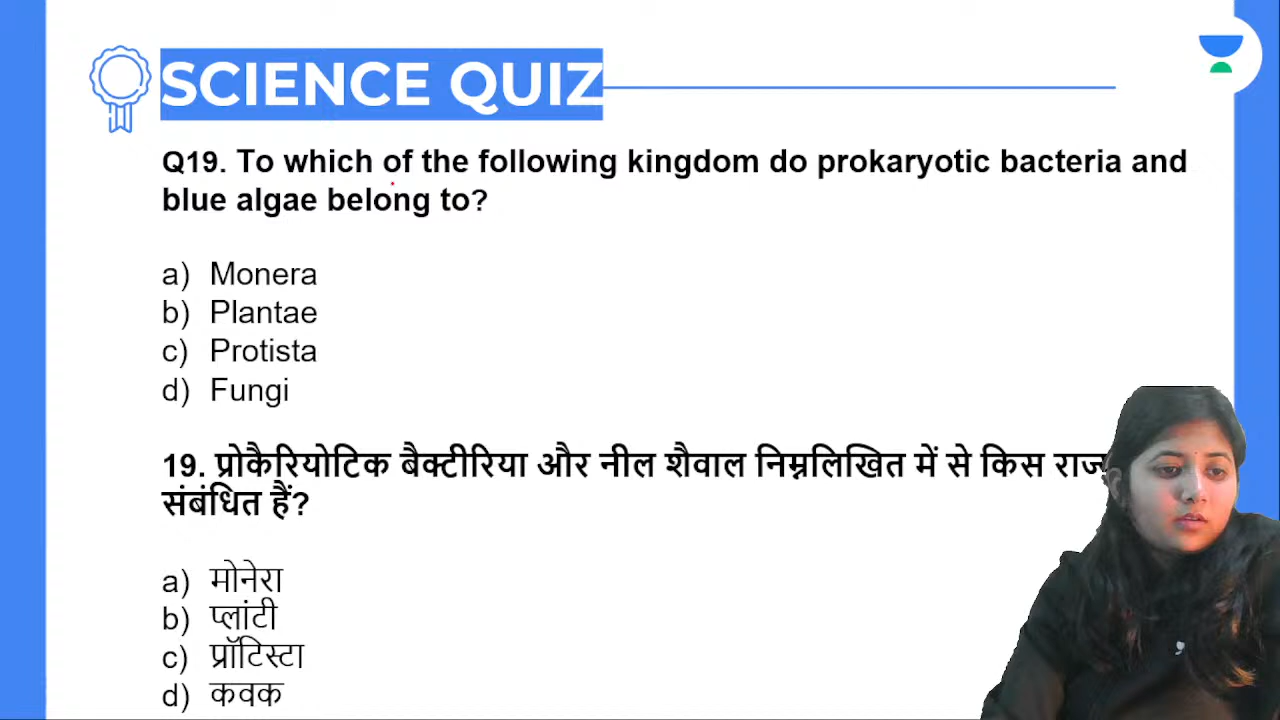 SCIENCE QUIZ
Q19. To which of the following kingdom do prokaryotic bacteria and
blue algae belong to?
a) Monera
b) Plantae
c) Protista
d) Fungi
19. प्रोकैरियोटिक बैक्टीरिया और नील शैवाल निम्नलिखित में से किस
संबंधित हैं?
a) मोनेरा
b) प्लांटी
c) प्रॉटिस्टा
d) कवक